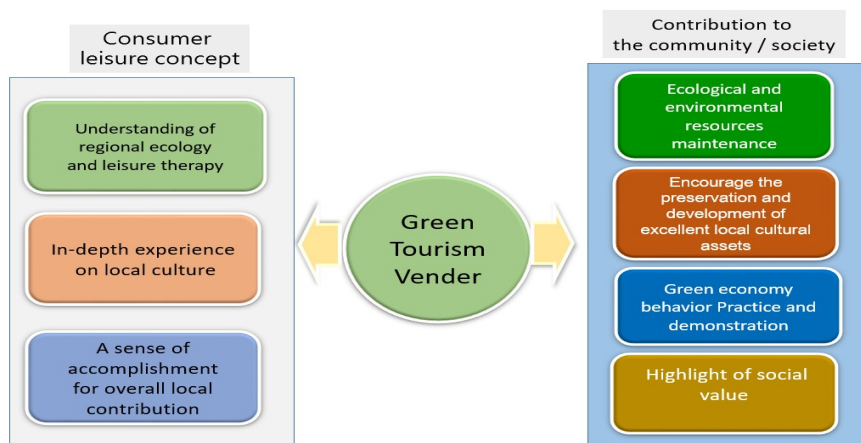 Consumer
leisure concept
Understanding of
regional ecology
and leisure therapy
In-depth experience
on local culture
A sense of
accomplishment
for overall local
contribution
Green
Tourism
Vender
Contribution to
the community / society
Ecological and
environmental
resources
maintenance
Encourage the
preservation and
development of
excellent local cultural
assets
Green economy
behavior Practice and
demonstration
Highlight of social
value